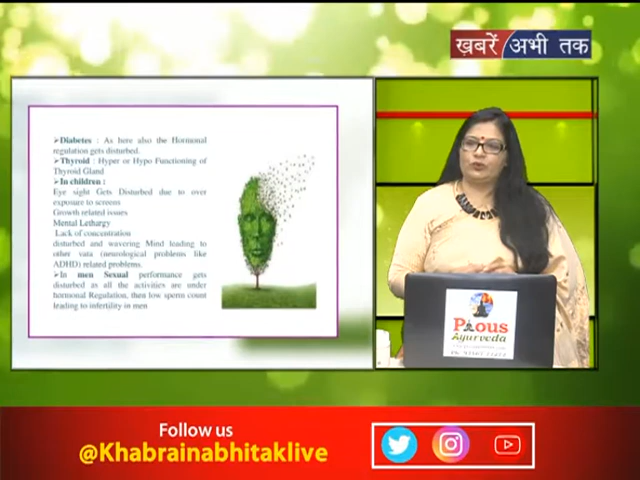 ख़बरें अभी तक
➢Diabetes : As here also the Hormonal
regulation gets disturbed.
➢Thyroid : Hyper or Hypo Functioning of
Thyroid Gland
➢In children :
Eye sight Gets Disturbed due to over
exposure to screens
Growth related issues
Mental Lethargy
Lack of concentration
disturbed and wavering Mind leading to
other vata (neurological problems like
ADHD) related problems.
➢In men Sexual performance gets
disturbed as all the activities are under
hormonal Regulation, then low sperm count
leading to infertility in men
Pious
Ayurveda
Follow us
@Khabrainabhitaklive